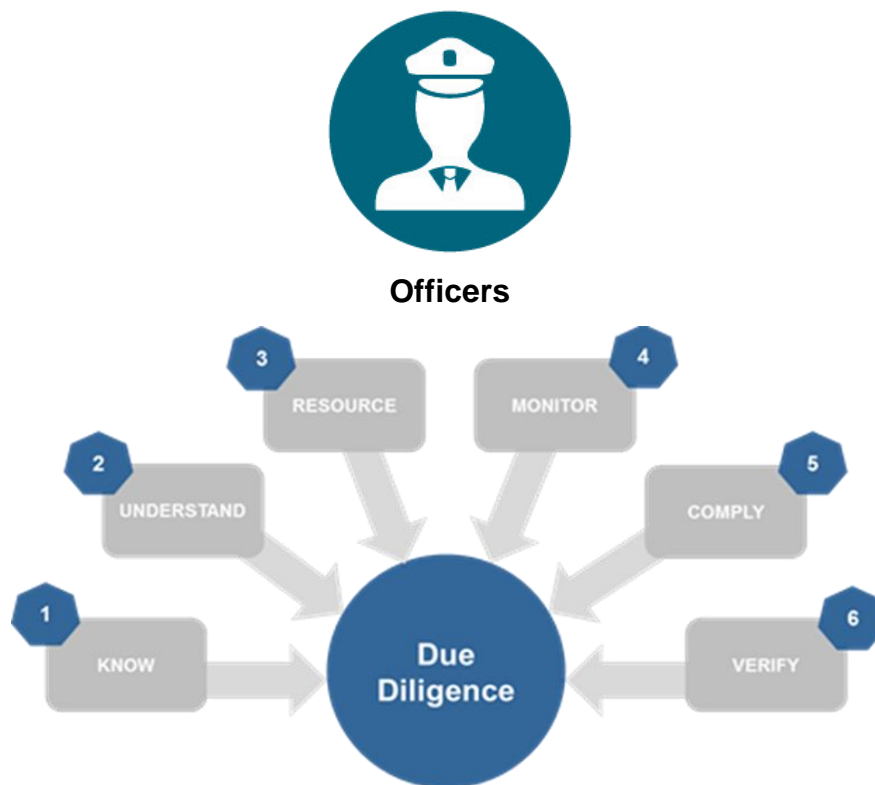 Officers
3
RESOURCE
4
MONITOR
2
UNDERSTAND
5
COMPLY
1
KNOW
6
VERIFY
Due
Diligence